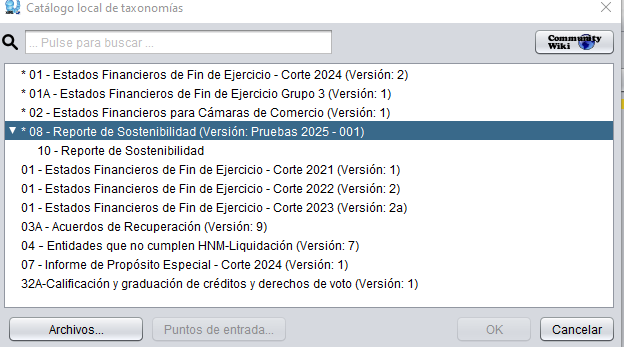 Catálogo local de taxonomías
... Pulse para buscar ...
Community
Wiki
* 01 - Estados Financieros de Fin de Ejercicio - Corte 2024 (Versión: 2)
* 01A - Estados Financieros de Fin de Ejercicio Grupo 3 (Versión: 1)
* 02 - Estados Financieros para Cámaras de Comercio (Versión: 1)
* 08 - Reporte de Sostenibilidad (Versión: Pruebas 2025 - 001)
10 - Reporte de Sostenibilidad
01 - Estados Financieros de Fin de Ejercicio - Corte 2021 (Versión: 1)
01 - Estados Financieros de Fin de Ejercicio - Corte 2022 (Versión: 2)
01 - Estados Financieros de Fin de Ejercicio - Corte 2023 (Versión: 2a)
03A - Acuerdos de Recuperación (Versión: 9)
04 – Entidades que no cumplen HNM-Liquidación (Versión: 7)
07 - Informe de Propósito Especial - Corte 2024 (Versión: 1)
32A-Calificación y graduación de créditos y derechos de voto (Versión: 1)
Archivos...
Puntos de entrada...
OK
Cancelar